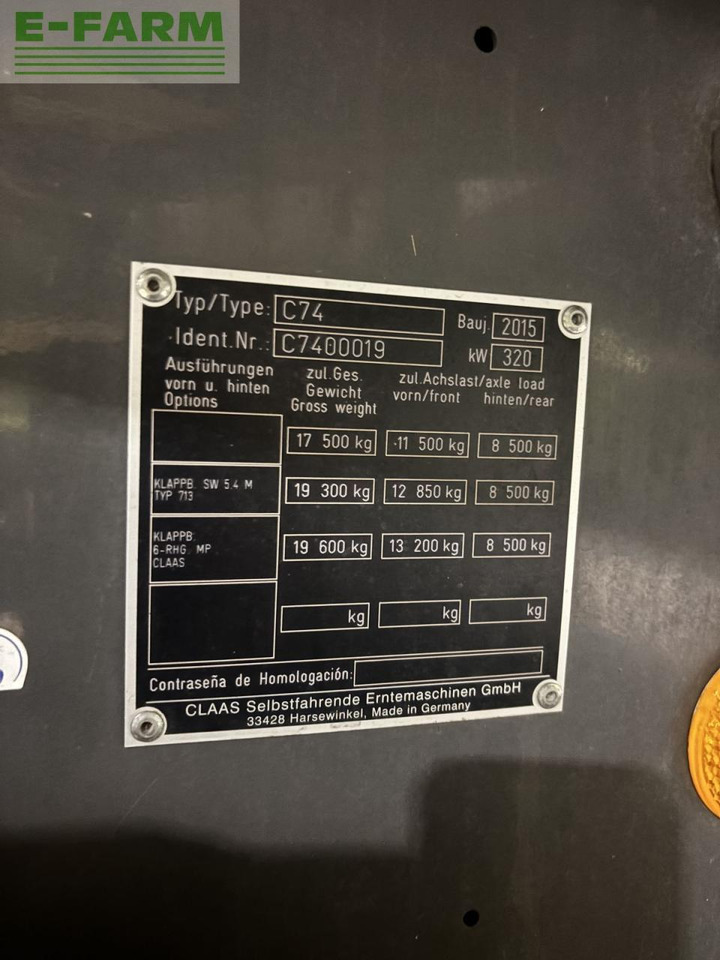 E-FARM
Typ/Type: C74 Bauj. 2015
Ident.Nr.: C7400019 kW 320
Ausführungen
vorn u. hinten
Options
zul.Ges.
Gewicht
Gross weight
zul.Achslast/axle load
vorn/front hinten/rear
17 500 kg 11 500 kg 8 500 kg
KLAPPB. SW 5.4 M
TYP 713
19 300 kg 12 850 kg 8 500 kg
KLAPPB.
6-RHG MP
CLAAS
19 600 kg 13 200 kg 8 500 kg
kg kg kg
Contraseña de Homologación:
CLAAS Selbstfahrende Erntemaschinen GmbH
33428 Harsewinkel, Made in Germany